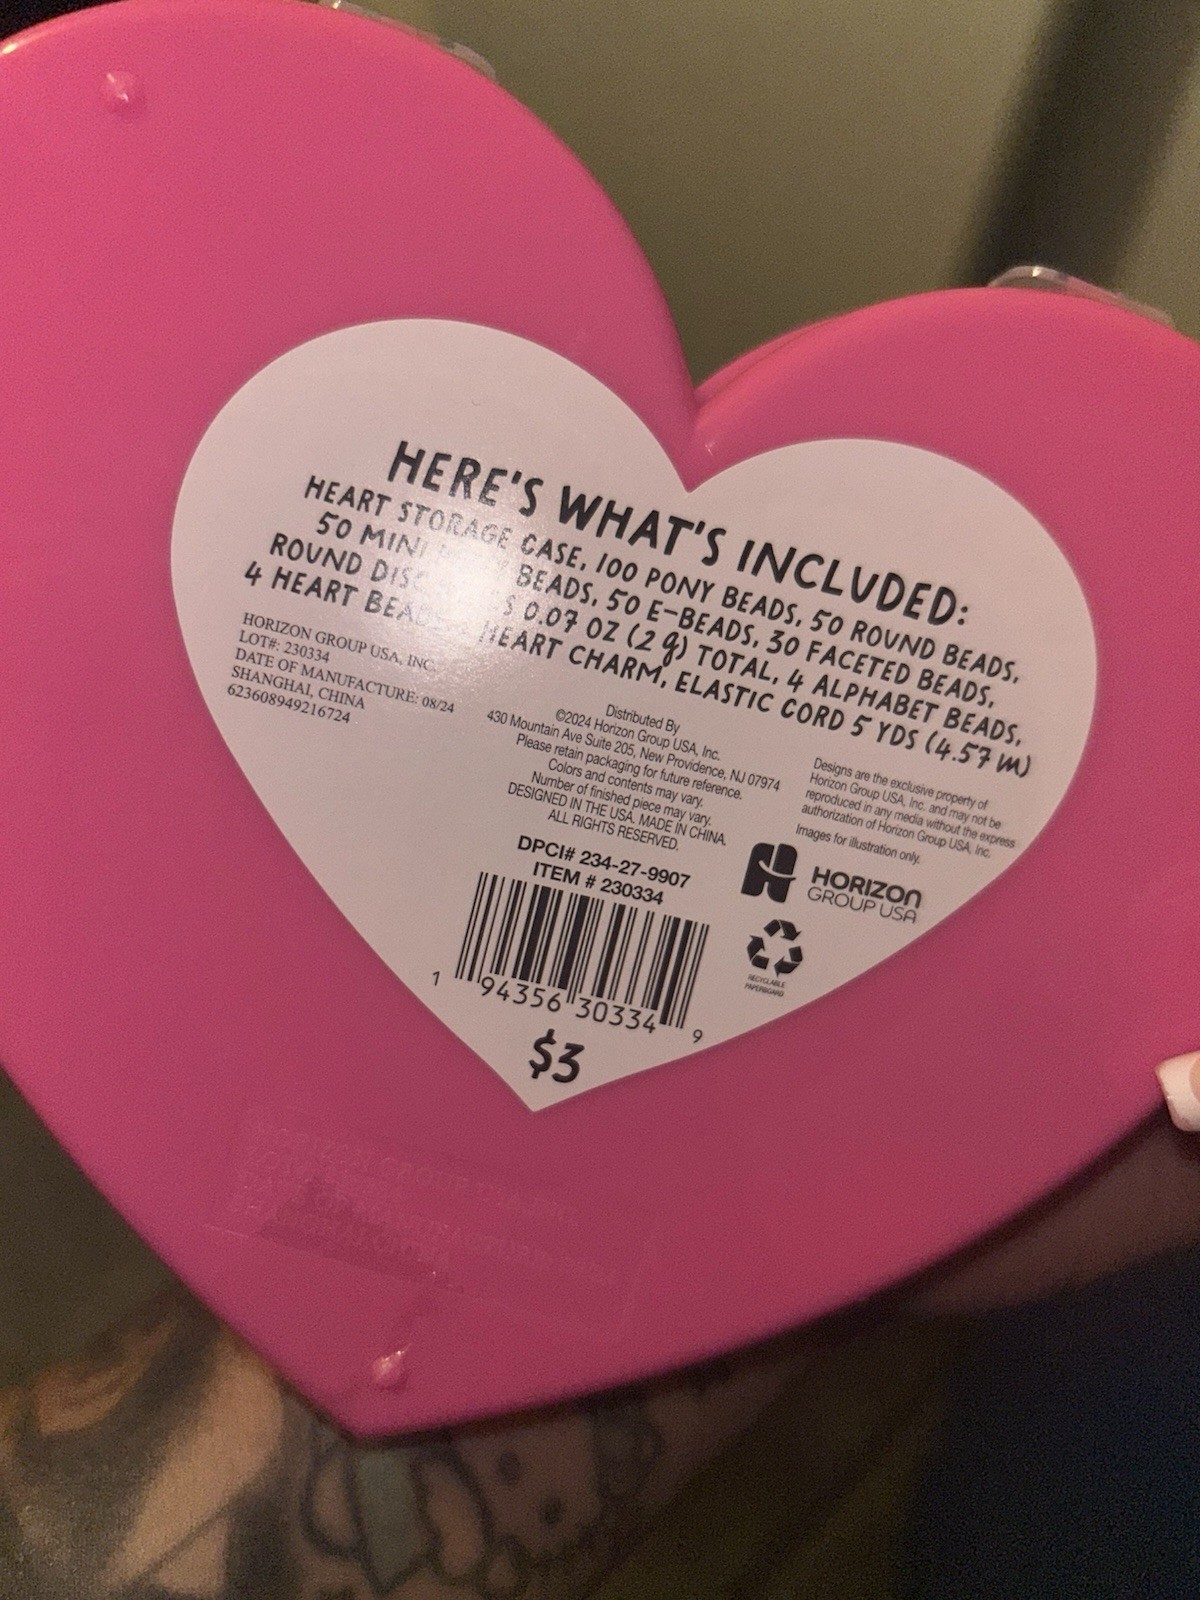 HERE'S WHAT'S INCLUDED:
HEART STORAGE CASE, 100 PONY BEADS, 50 ROUND BEADS,
50 MINI BEADS, 50 E-BEADS, 30 FACETED BEADS,
ROUND 0.07 OZ (2 g) TOTAL, 4 ALPHABET BEADS,
4 HEART HEART CHARM, ELASTIC CORD 5 YDS (4.57 M)
HORIZON GROUP USA, INC.
LOT#: 230334
DATE OF MANUFACTURE: 08/24
SHANGHAI, CHINA
623608949216724
Distributed By
©2024 Horizon Group USA, Inc.
430 Mountain Ave Suite 205, New Providence, NJ 07974
Please retain packaging for future reference.
Colors and contents may vary.
Number of finished piece may vary.
DESIGNED IN THE USA. MADE IN CHINA.
ALL RIGHTS RESERVED.
Designs are the exclusive property of
Horizon Group USA, Inc. and may not be
reproduced in any media without the express
authorization of Horizon Group USA, Inc.
Images for illustration only.
DPCI# 234-27-9907
ITEM # 230334
1 94356 30334 9
$3
HORIZON
GROUP USA
RECYCLABLE
PAPERBOARD